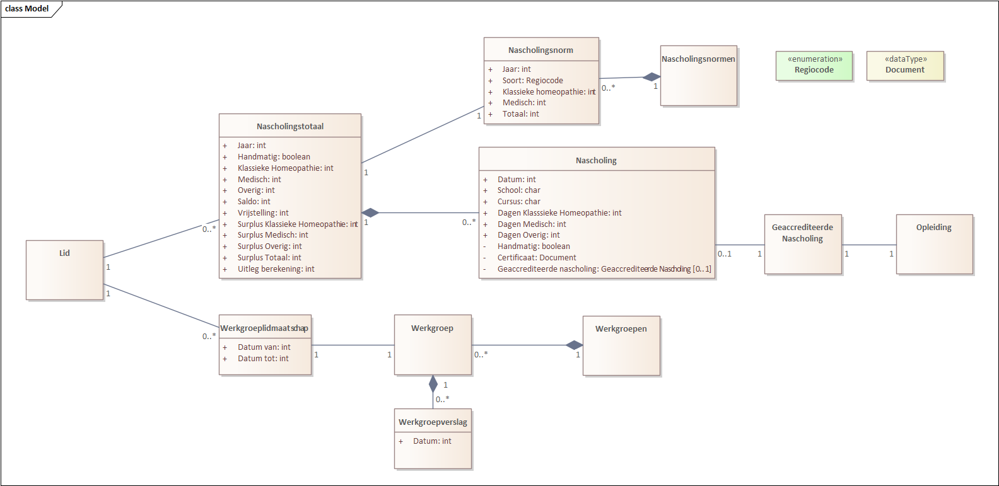 class Model
Nascholingsnorm
+ Jaar: int
+ Soort: Regiocode
+ Klassieke homeopathie: int
+ Medisch: int
+ Totaal: int
Nascholingsnormen
«enumeration»
Regiocode
«dataType»
Document
0..*
1
1
1
Nascholingstotaal
+ Jaar: int
+ Handmatig: boolean
+ Klassieke Homeopathie: int
+ Medisch: int
+ Overig: int
+ Saldo: int
+ Vrijstelling: int
+ Surplus Klassieke Homeopathie: int
+ Surplus Medisch: int
+ Surplus Overig: int
+ Surplus Totaal: int
+ Uitleg berekening: int
Nascholing
+ Datum: int
+ School: char
+ Cursus: char
+ Dagen Klasssieke Homeopathie: int
+ Dagen Medisch: int
+ Dagen Overig: int
- Handmatig: boolean
- Certificaat: Document
- Geaccrediteerde nascholing: Geaccrediteerde Nascholing [0..1]
1
0..*
Geaccrediteerde
Nascholing
Opleiding
0..1
1
1
1
Lid
0..*
1
1
0..*
Werkgroeplidmaatschap
+ Datum van: int
+ Datum tot: int
Werkgroep
Werkgroepen
1
1
0..*
1
1
0..*
Werkgroepverslag
+ Datum: int